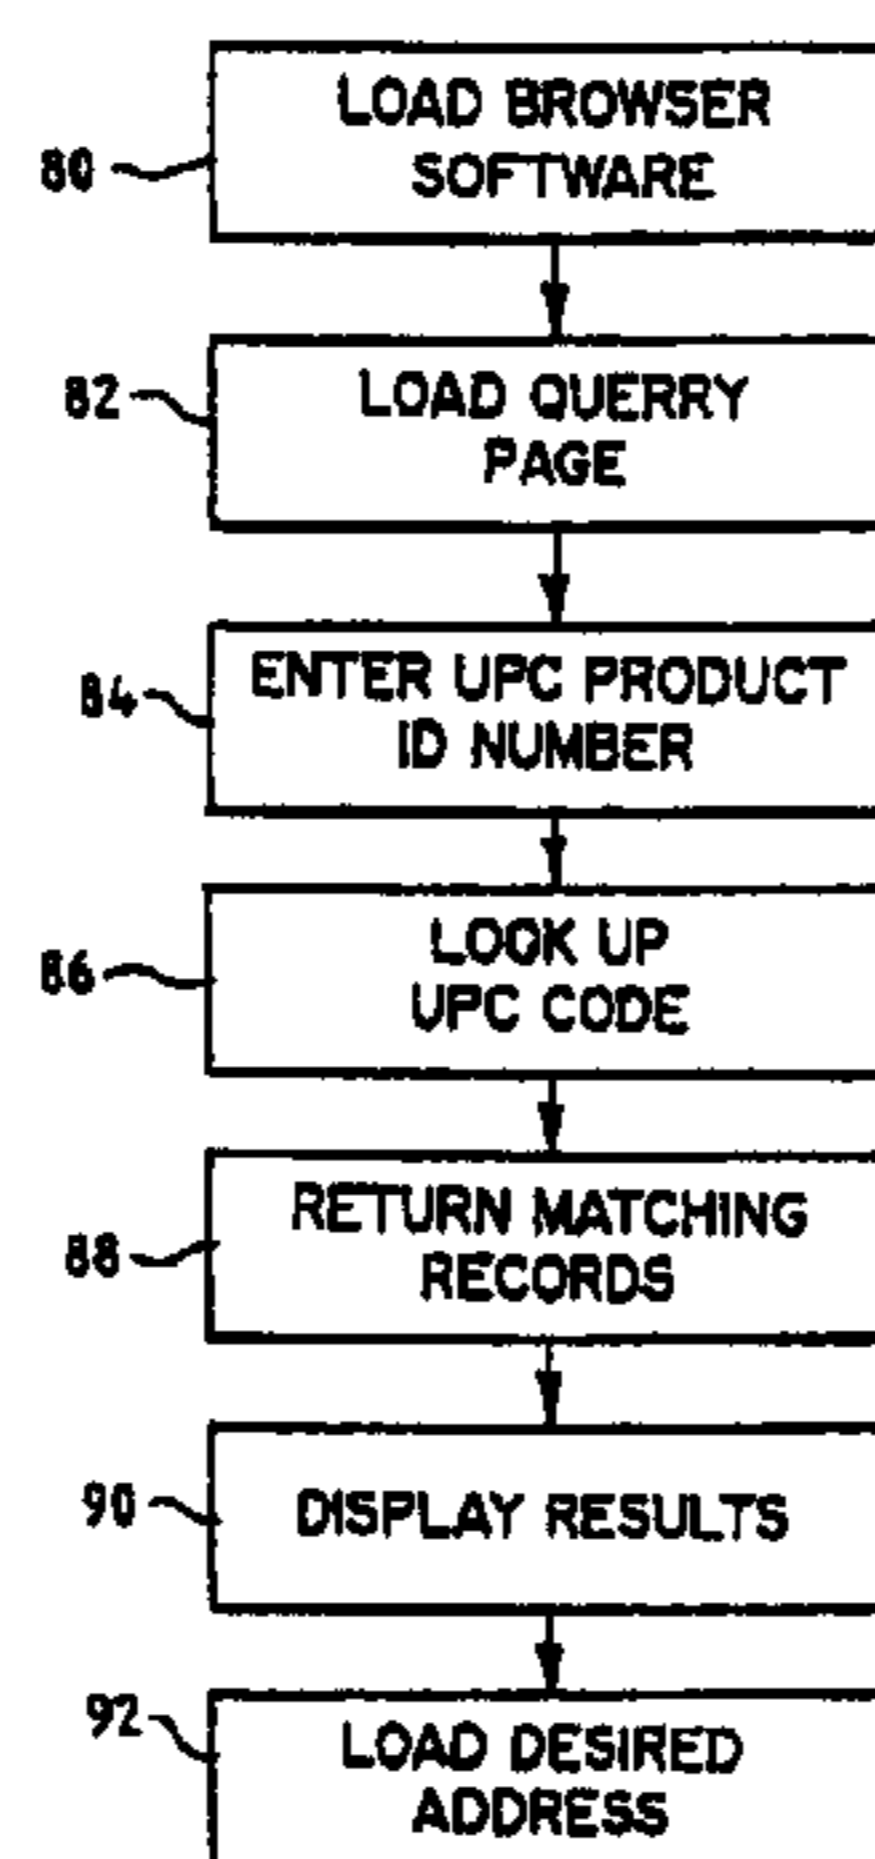 LOAD BROWSER
80 SOFTWARE
82 LOAD QUERRY
PAGE
84 ENTER UPC PRODUCT
ID NUMBER
LOOK UP
86 UPC CODE
RETURN MATCHING
88 RECORDS
90 DISPLAY RESULTS
92 LOAD DESIRED
ADDRESS